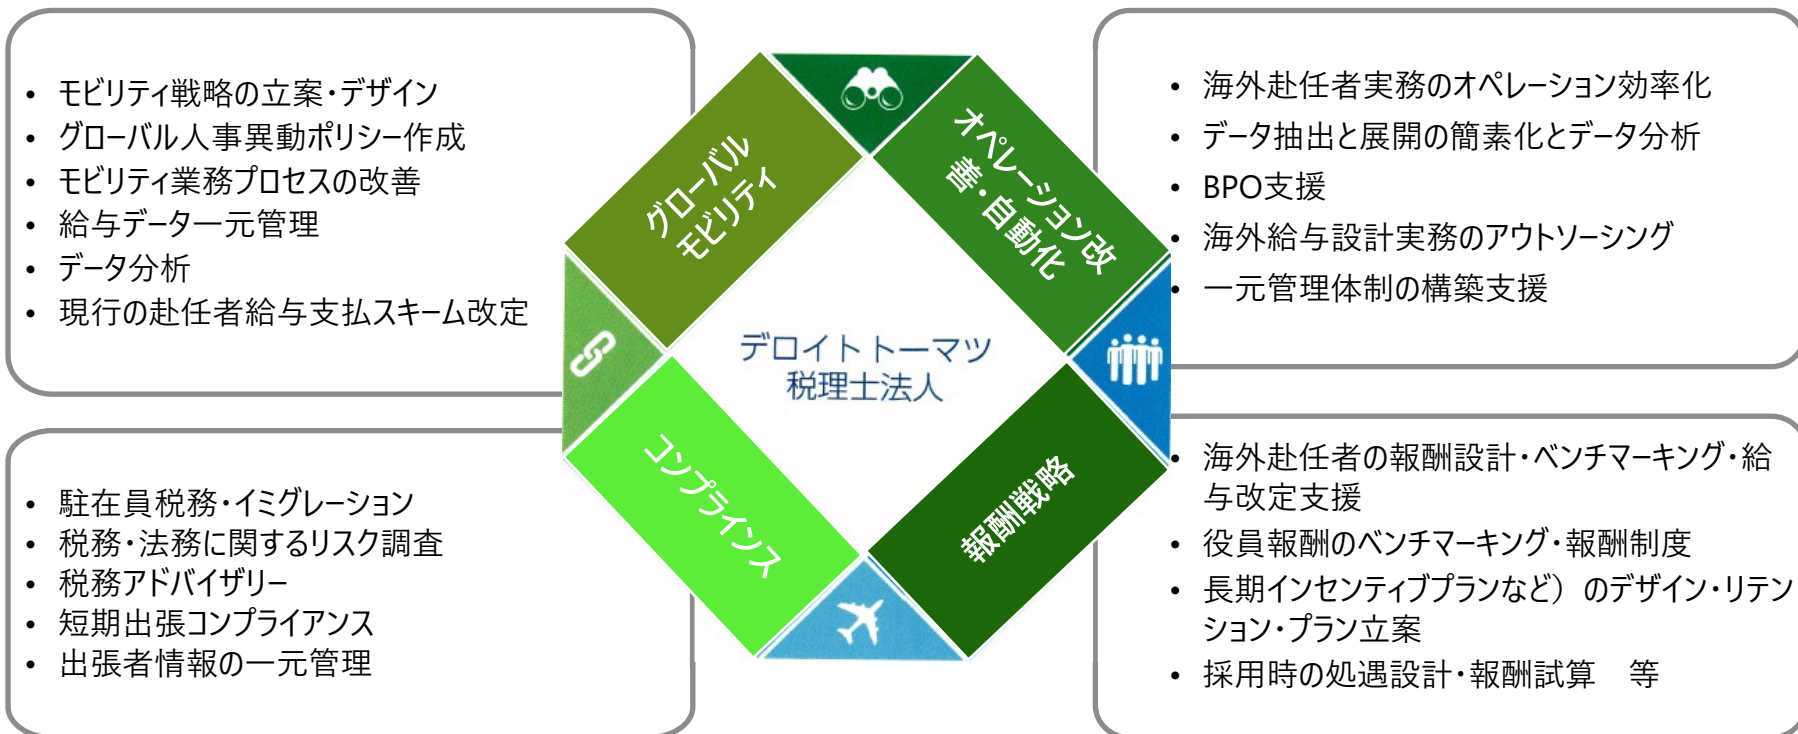 • モビリティ戦略の立案・デザイン
• グローバル人事異動ポリシー作成
• モビリティ業務プロセスの改善
• 給与データ一元管理
• データ分析
• 現行の赴任者給与支払スキーム改定
グローバル
モビリティ
オペレーション改
善・自動化
• 海外赴任者実務のオペレーション効率化
• データ抽出と展開の簡素化とデータ分析
• BPO支援
• 海外給与設計実務のアウトソーシング
• 一元管理体制の構築支援
デロイト トーマツ
税理士法人
• 駐在員税務・イミグレーション
• 税務・法務に関するリスク調査
• 税務アドバイザリー
• 短期出張コンプライアンス
• 出張者情報の一元管理
コンプラインス
報酬戦略
• 海外赴任者の報酬設計・ベンチマーキング・給
与改定支援
• 役員報酬のベンチマーキング・報酬制度
• 長期インセンティブプランなど）のデザイン・リテン
ション・プラン立案
• 採用時の処遇設計・報酬試算　等